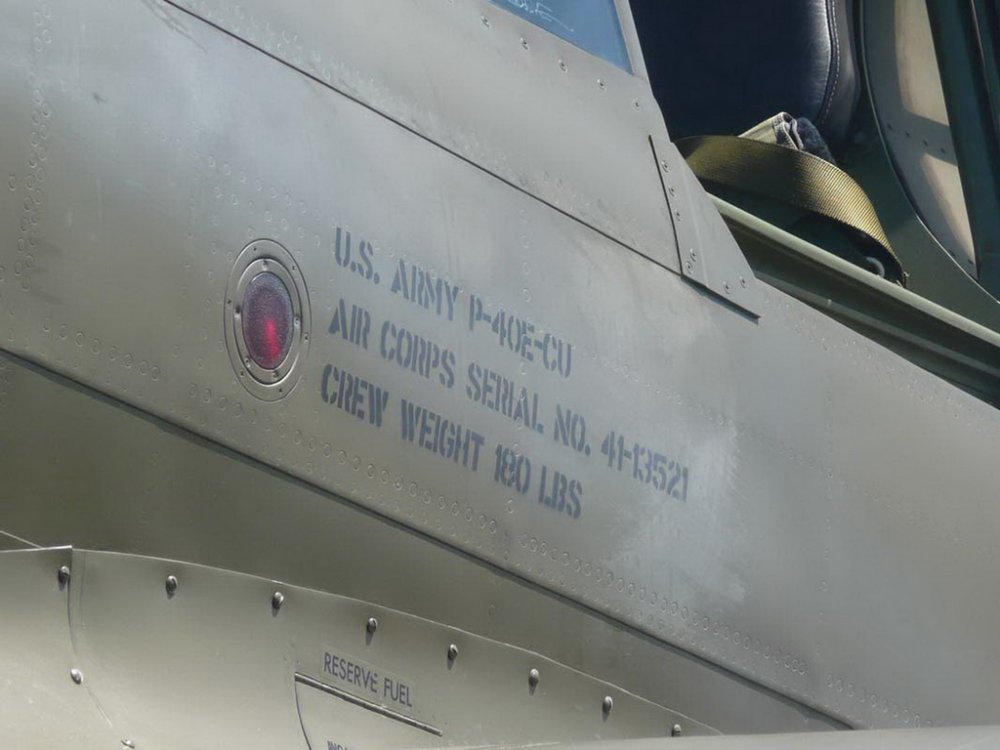 U.S. ARMY P-40E-CU
AIR CORPS SERIAL NO. 41-13521
CREW WEIGHT 180 LBS
RESERVE FUEL